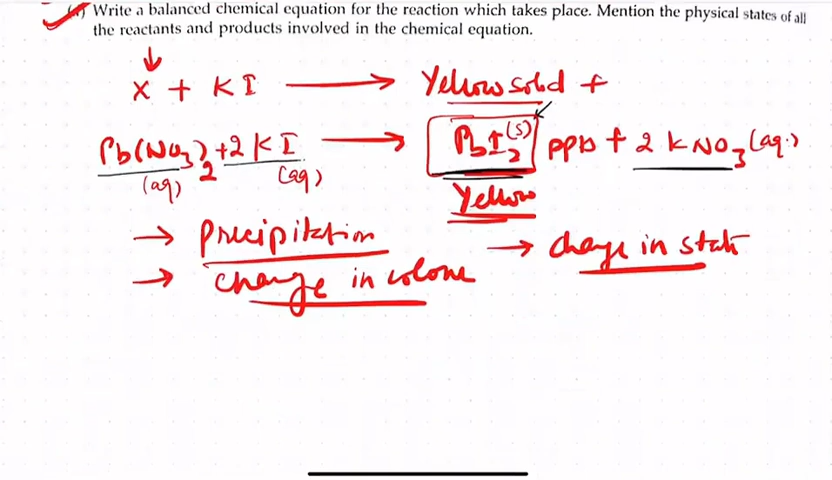 Write a balanced chemical equation for the reaction which takes place. Mention the physical states of all
the reactants and products involved in the chemical equation.
X + KI ⟶ Yellow solid +
Pb(NO3)2 + 2KI ⟶ PbI2(s) ppt + 2KNO3(aq.)
(aq) (aq)
Yellow
→ Precipitation
→ change in state
→ change in colour